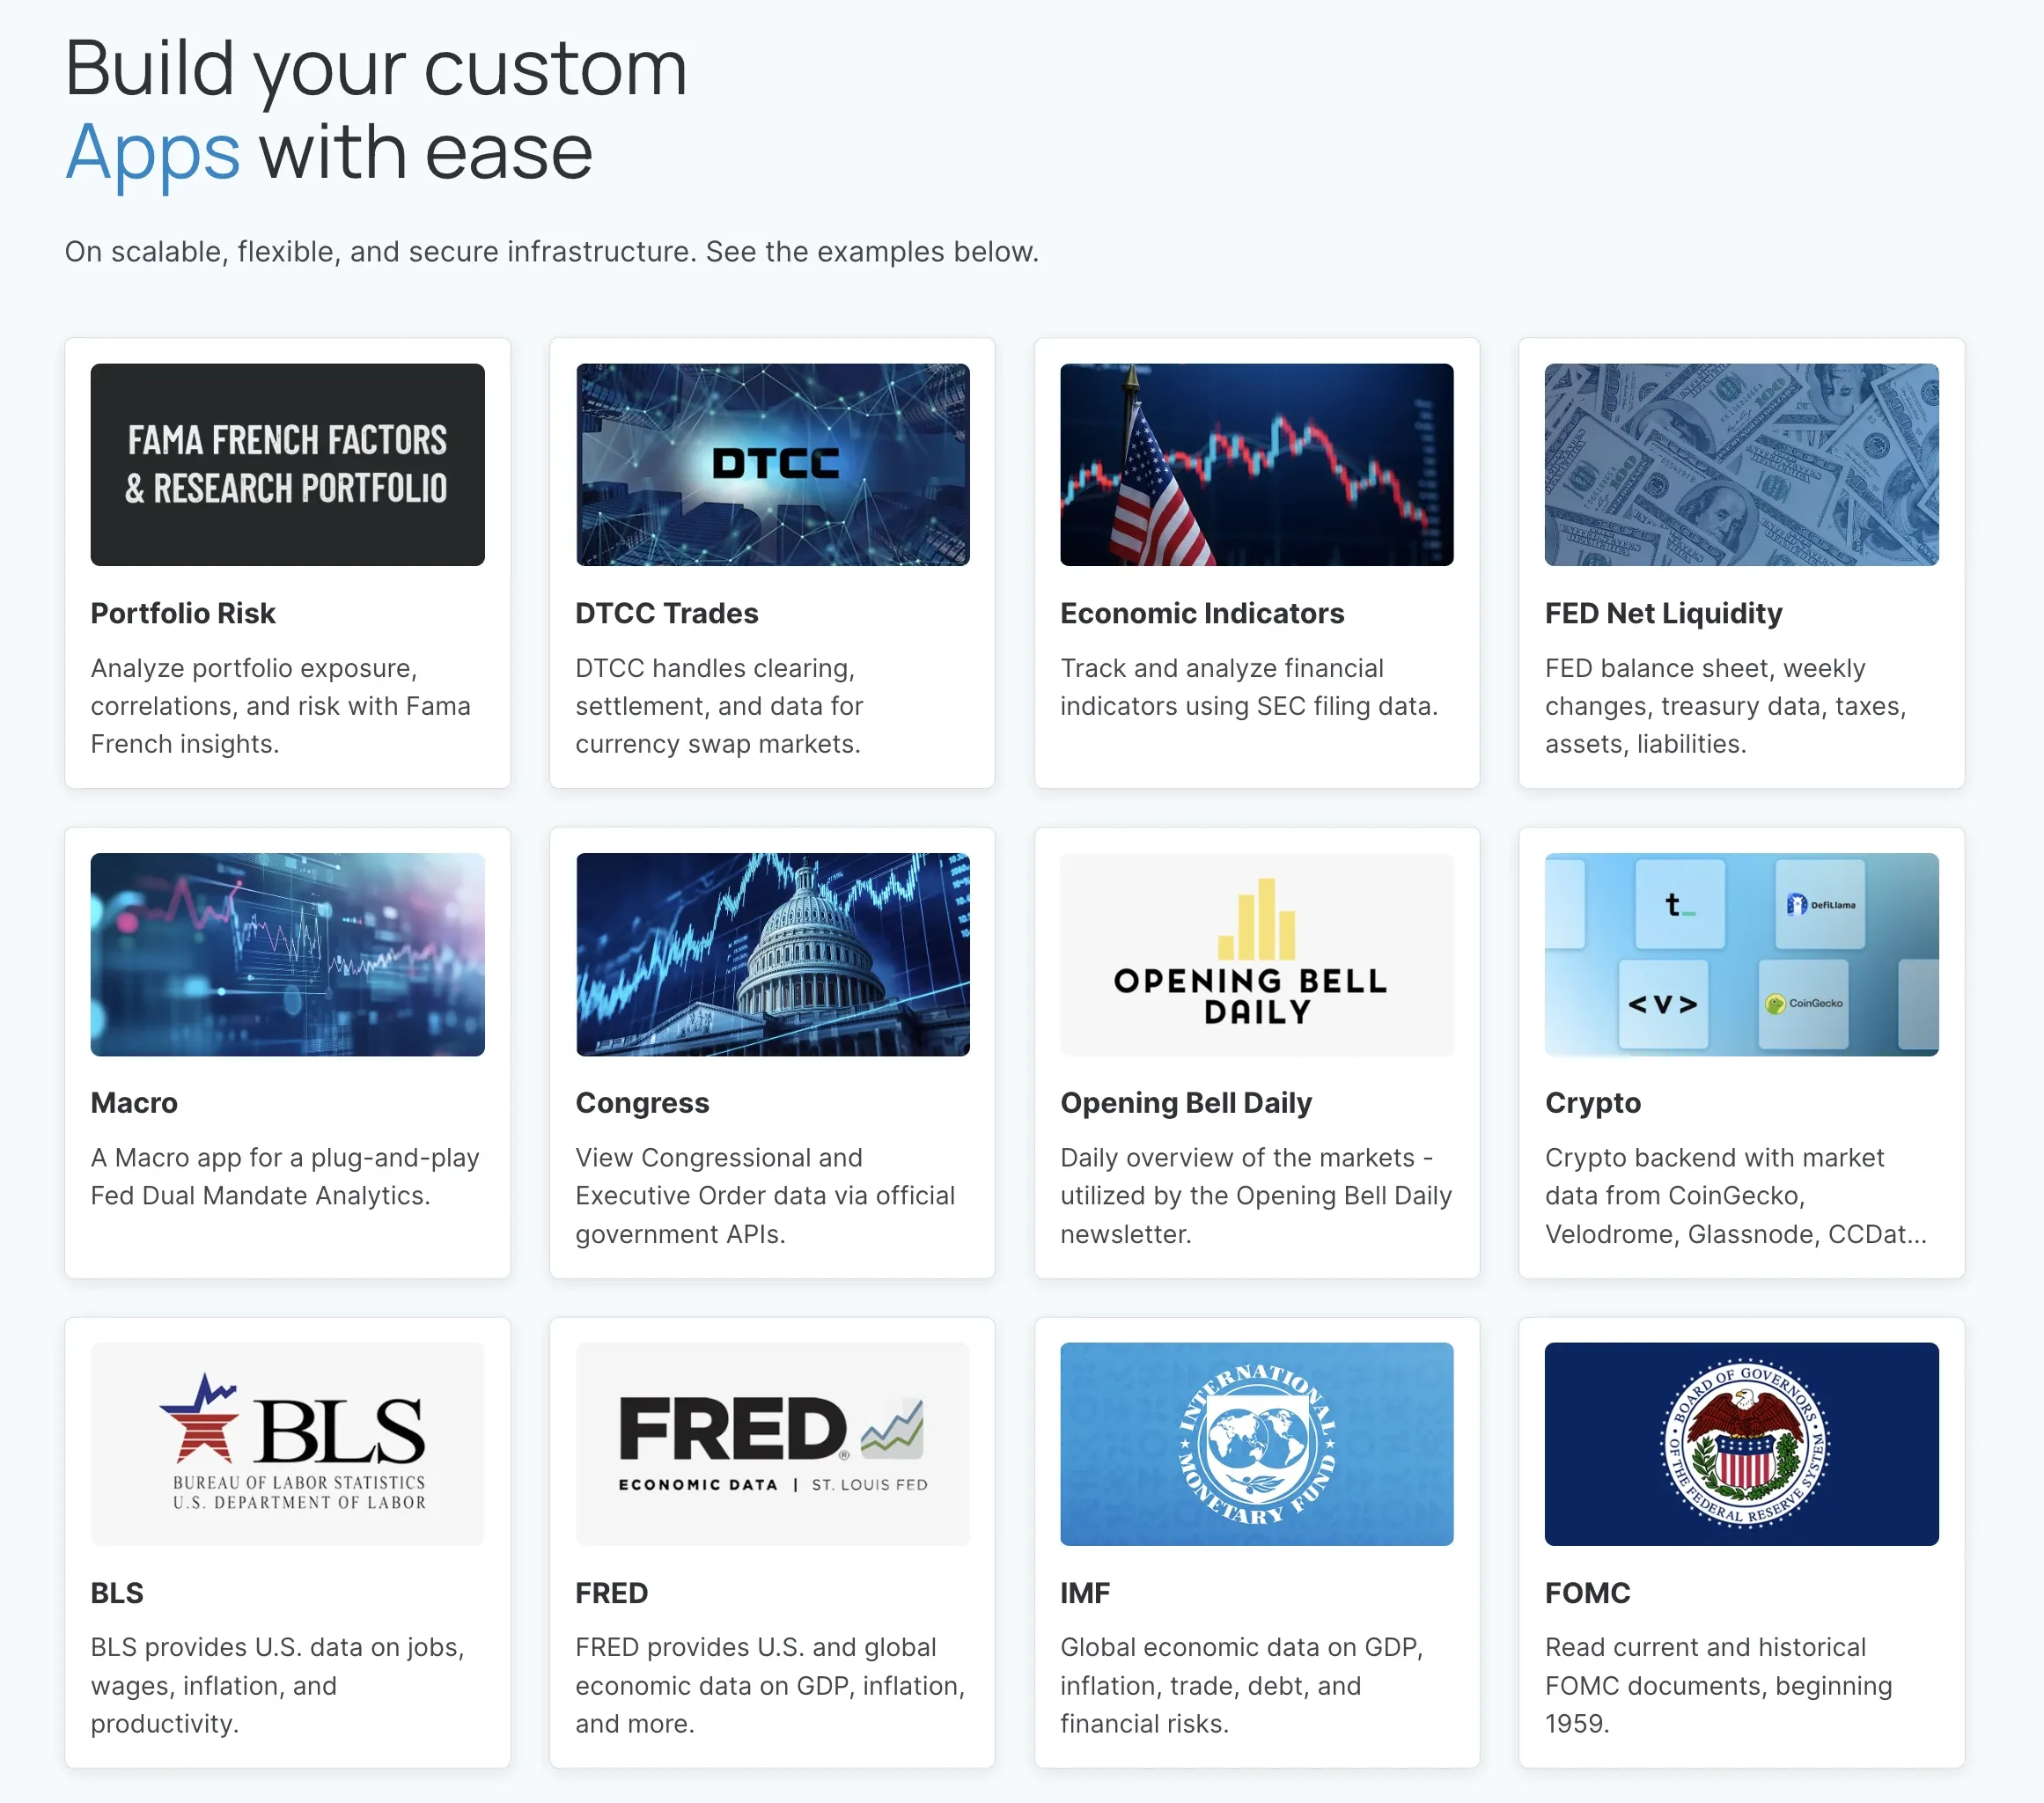 Build your custom
Apps with ease
On scalable, flexible, and secure infrastructure. See the examples below.
FAMA FRENCH FACTORS
& RESEARCH PORTFOLIO
Portfolio Risk
Analyze portfolio exposure,
correlations, and risk with Fama
French insights.
DTCC
DTCC Trades
DTCC handles clearing,
settlement, and data for
currency swap markets.
Economic Indicators
Track and analyze financial
indicators using SEC filing data.
FED Net Liquidity
FED balance sheet, weekly
changes, treasury data, taxes,
assets, liabilities.
Macro
A Macro app for a plug-and-play
Fed Dual Mandate Analytics.
Congress
View Congressional and
Executive Order data via official
government APIs.
OPENING BELL
DAILY
Opening Bell Daily
Daily overview of the markets -
utilized by the Opening Bell Daily
newsletter.
t_
DefiLlama
<V>
CoinGecko
Crypto
Crypto backend with market
data from CoinGecko,
Velodrome, Glassnode, CCDat...
BLS
BUREAU OF LABOR STATISTICS
U.S. DEPARTMENT OF LABOR
BLS
BLS provides U.S. data on jobs,
wages, inflation, and
productivity.
FRED®
ECONOMIC DATA | ST. LOUIS FED
FRED
FRED provides U.S. and global
economic data on GDP, inflation,
and more.
INTERNATIONAL
MONETARY FUND
IMF
Global economic data on GDP,
inflation, trade, debt, and
financial risks.
BOARD OF GOVERNORS
OF THE FEDERAL RESERVE SYSTEM
FOMC
Read current and historical
FOMC documents, beginning
1959.